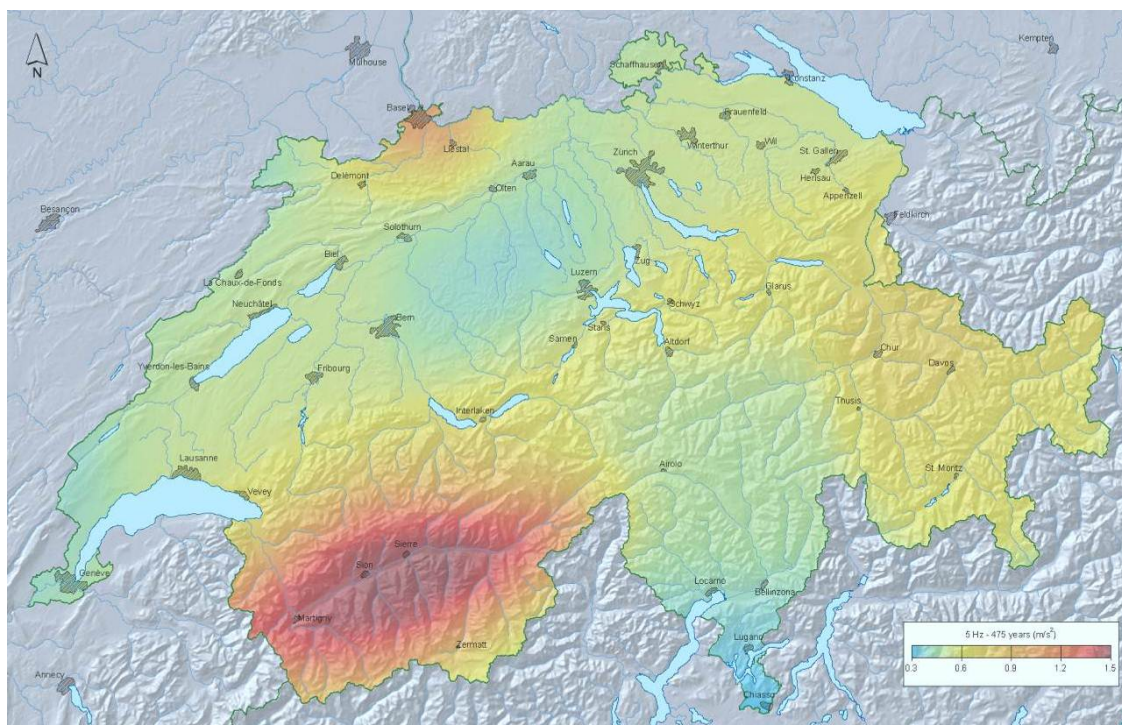 Kempten
Mulhouse
N
Schaffhausen
Konstanz
Basel
Frauenfeld
Liestal
Winterthur
Wil
Zürich
St. Gallen
Aarau
Herisau
Delémont
Olten
Appenzell
Besançon
Feldkirch
Solothurn
Biel
Zug
Luzern
La Chaux-de-Fonds
Glarus
Neuchâtel
Schwyz
Bern
Stans
Sarnen
Altdorf
Chur
Davos
Yverdon-les-Bains
Fribourg
Thusis
Interlaken
Lausanne
Airolo
St. Moritz
Vevey
Sierre
Sion
Genève
Locarno
Bellinzona
Martigny
Lugano
Zermatt
5 Hz - 475 years (m/s²)
0.3 0.6 0.9 1.2 1.5
Annecy
Chiasso